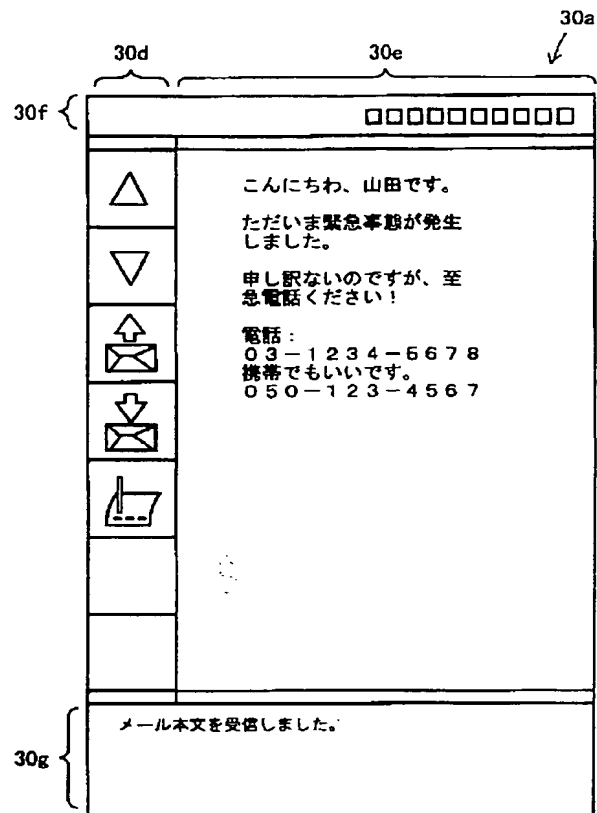 30a
30d
30e
30f
□□□□□□□□□□
こんにちわ、山田です。
ただいま緊急事態が発生
しました。
申し訳ないのですが、至
急電話ください！
電話：
０３－１２３４－５６７８
携帯でもいいです。
０５０－１２３－４５６７
メール本文を受信しました。
30g